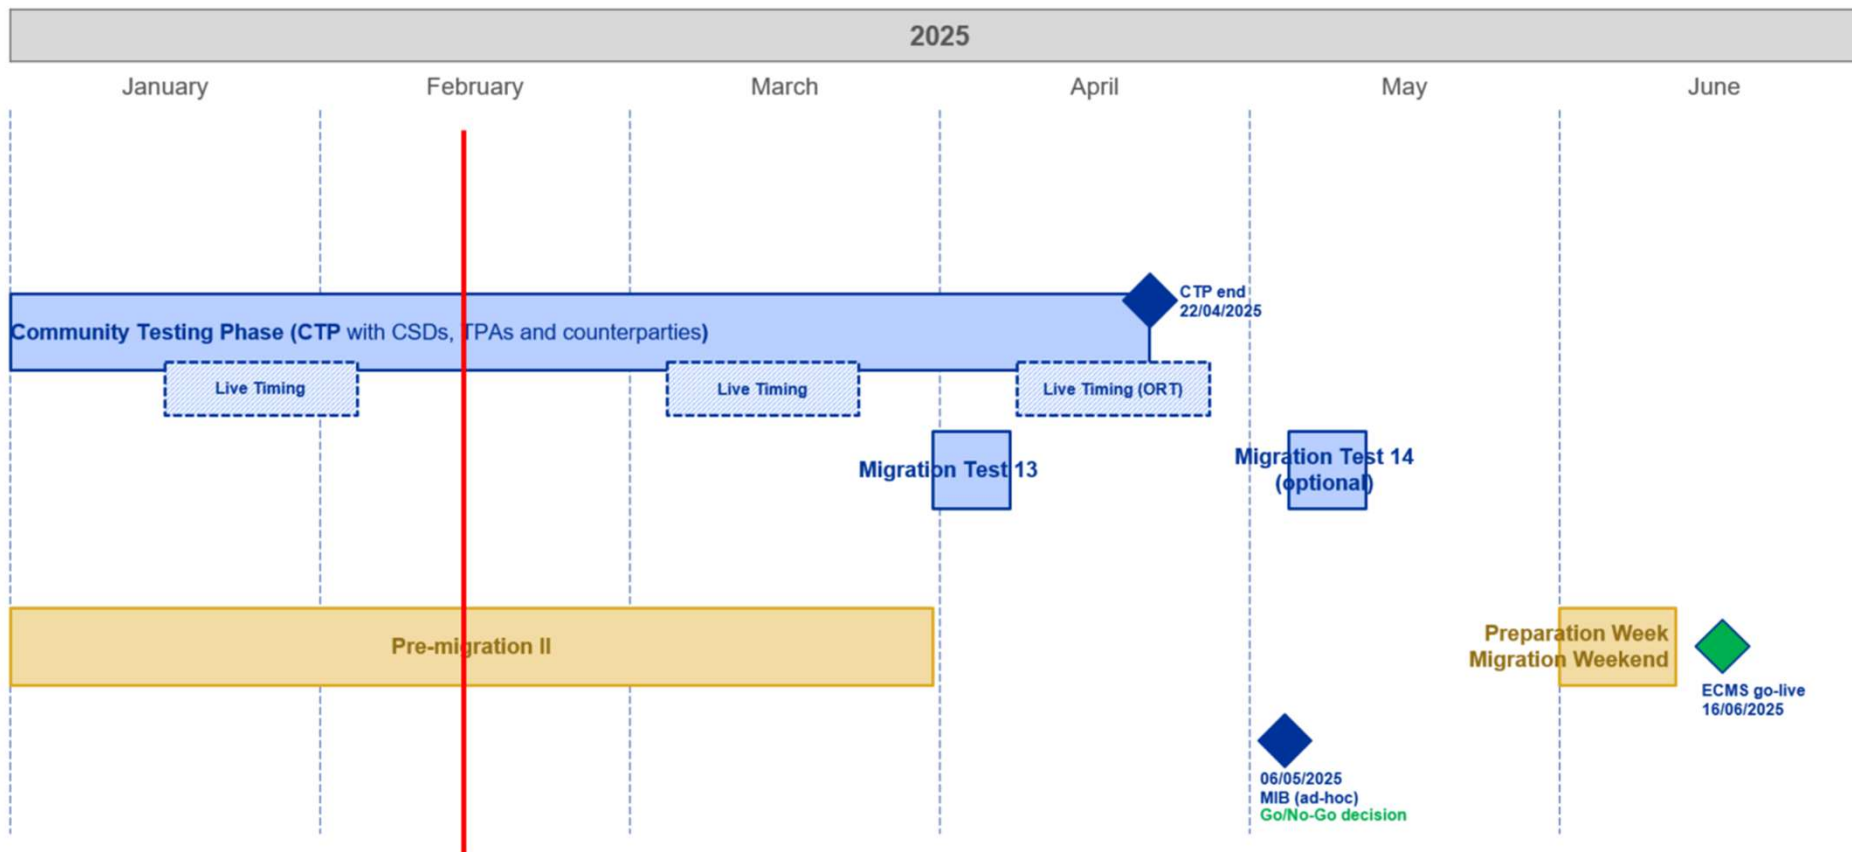 2025
January
February
March
April
May
June
CTP end
22/04/2025
Community Testing Phase (CTP with CSDs, TPAs and counterparties)
Live Timing
Live Timing
Live Timing (ORT)
Migration Test 13
Migration Test 14
(optional)
Pre-migration II
Preparation Week
Migration Weekend
ECMS go-live
16/06/2025
06/05/2025
MIB (ad-hoc)
Go/No-Go decision